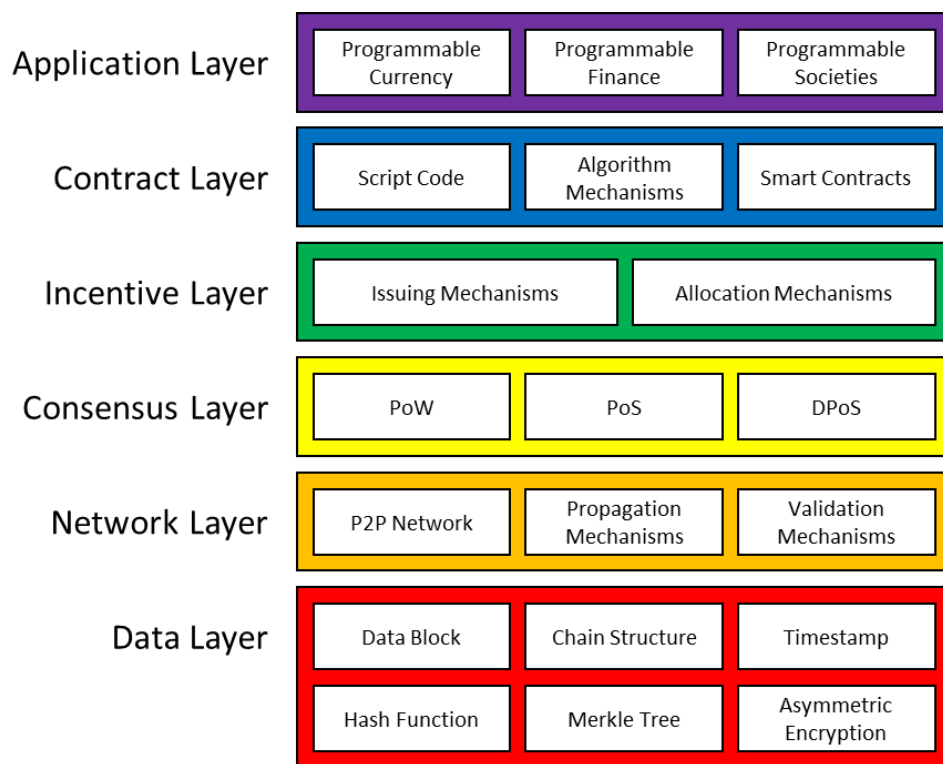 Application Layer
Programmable
Currency
Programmable
Finance
Programmable
Societies
Contract Layer
Script Code
Algorithm
Mechanisms
Smart Contracts
Incentive Layer
Issuing Mechanisms
Allocation Mechanisms
Consensus Layer
PoW
PoS
DPoS
Network Layer
P2P Network
Propagation
Mechanisms
Validation
Mechanisms
Data Layer
Data Block
Chain Structure
Timestamp
Hash Function
Merkle Tree
Asymmetric
Encryption